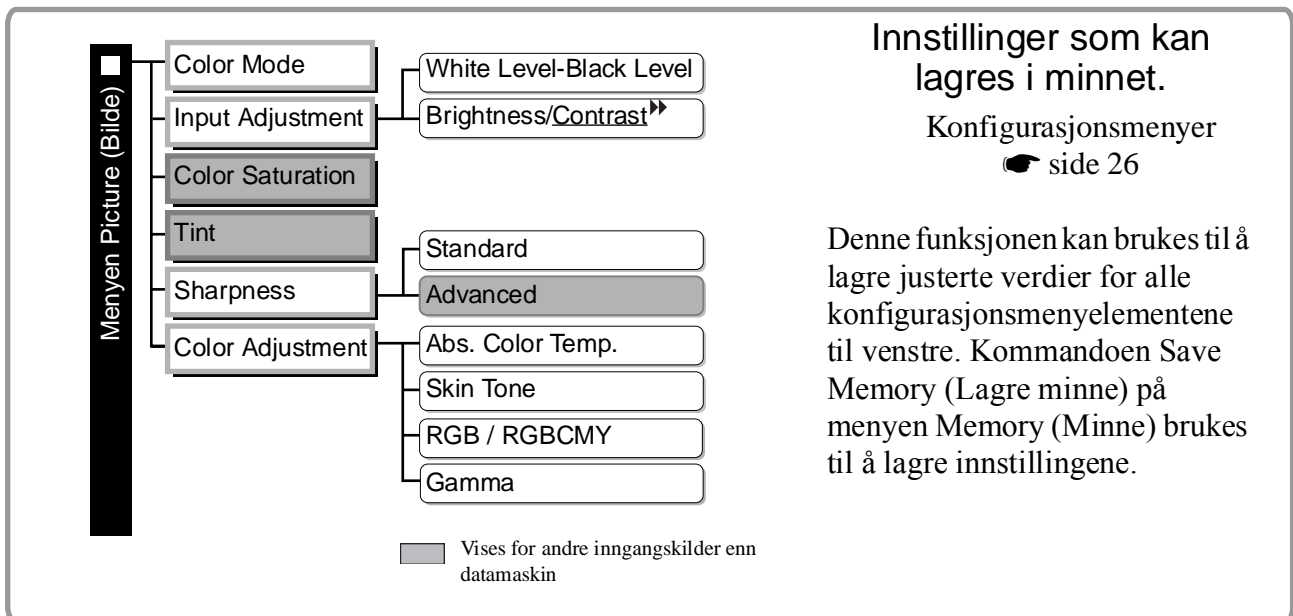 Menyen Picture (Bilde)
Color Mode
Input Adjustment
White Level-Black Level
Brightness/Contrast
Color Saturation
Tint
Sharpness
Standard
Advanced
Color Adjustment
Abs. Color Temp.
Skin Tone
RGB / RGBCMY
Gamma
Vises for andre inngangskilder enn
datamaskin
Innstillinger som kan
lagres i minnet.
Konfigurasjonsmenyer
☛ side 26
Denne funksjonen kan brukes til å
lagre justerte verdier for alle
konfigurasjonsmenyelementene
til venstre. Kommandoen Save
Memory (Lagre minne) på
menyen Memory (Minne) brukes
til å lagre innstillingene.